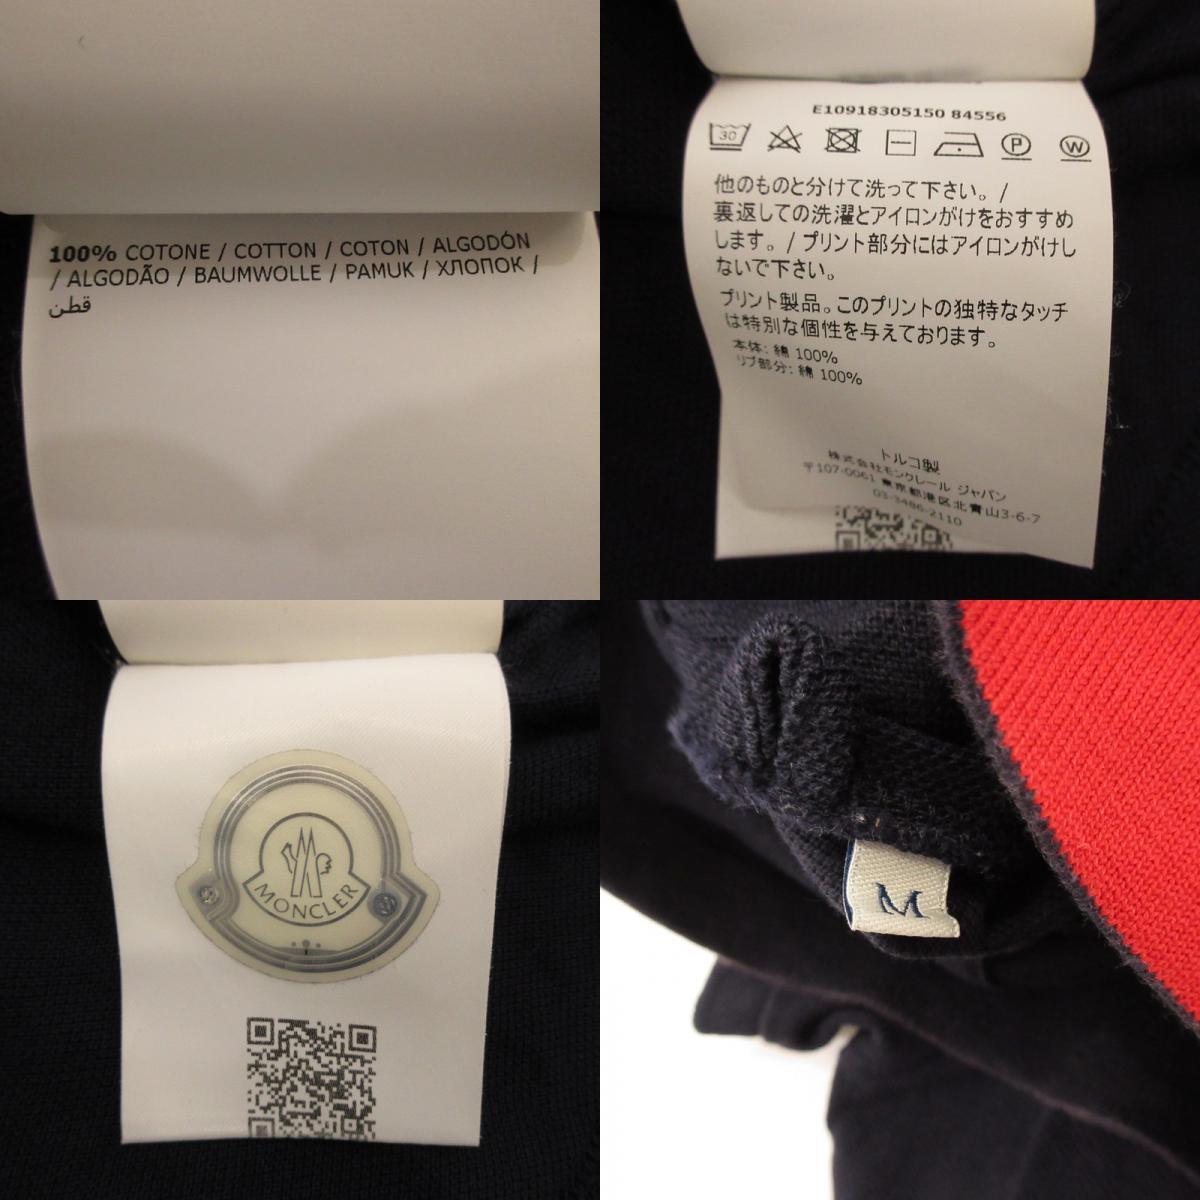 100% COTONE / COTTON / COTON / ALGODÓN
/ ALGODÃO / BAUMWOLLE / PAMUK / ХЛОПОК /
قطن
E10918305150 84556
30
P
W
他のものと分けて洗って下さい。/
裏返しての洗濯とアイロンがけをおすすめ
します。/ プリント部分にはアイロンがけし
ないで下さい。
プリント製品。このプリントの独特なタッチ
は特別な個性を与えております。
本体: 綿 100%
リブ部分: 綿 100%
トルコ製
株式会社モンクレール ジャパン
〒107-0061 東京都港区北青山3-6-7
03-3486-2110
MONCLER
M